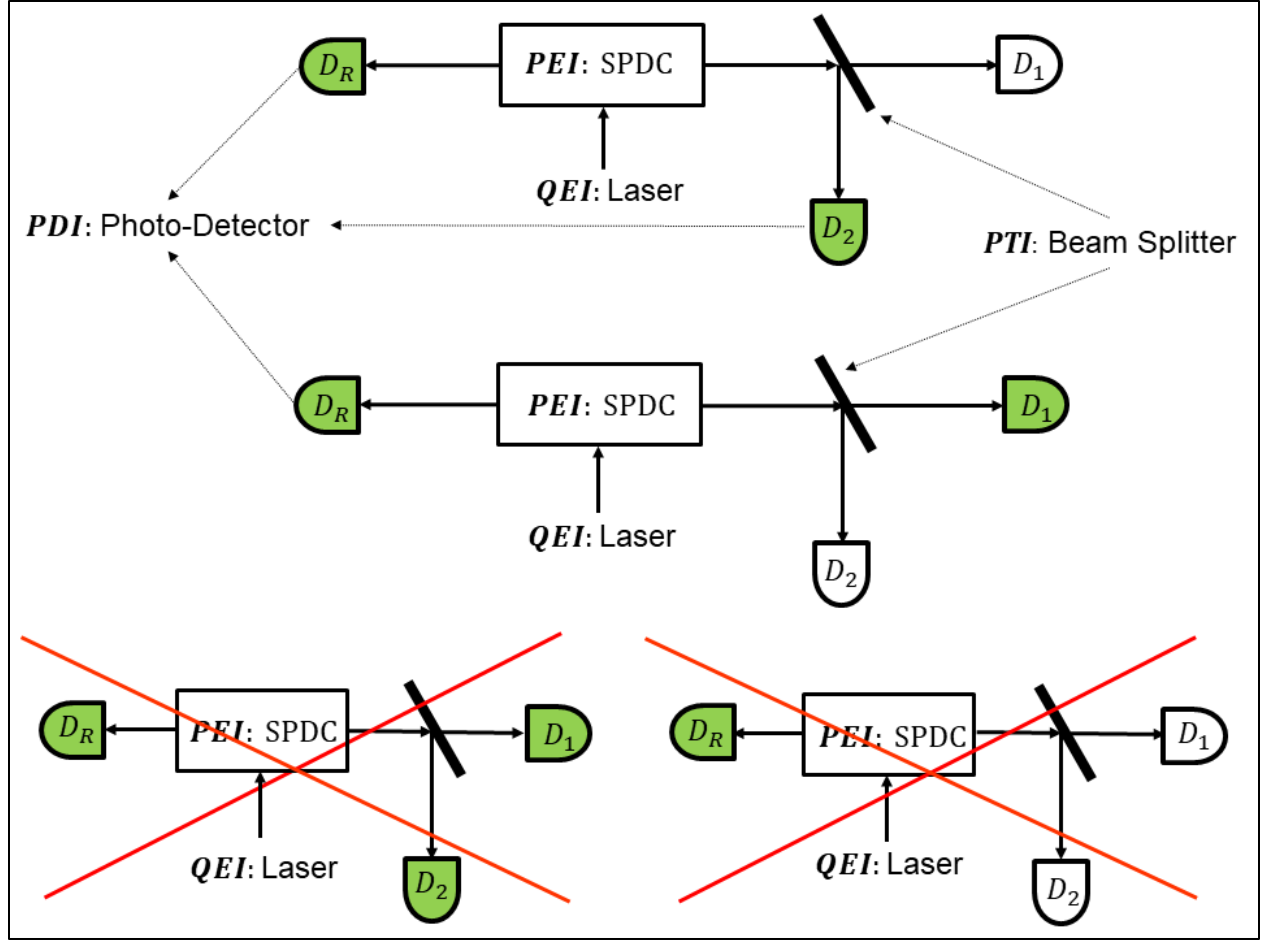 D_R
PEI: SPDC
D_1
QEI: Laser
D_2
PDI: Photo-Detector
PTI: Beam Splitter
D_R
PEI: SPDC
D_1
QEI: Laser
D_2
D_R
PEI: SPDC
D_1
QEI: Laser
D_2
D_R
PEI: SPDC
D_1
QEI: Laser
D_2